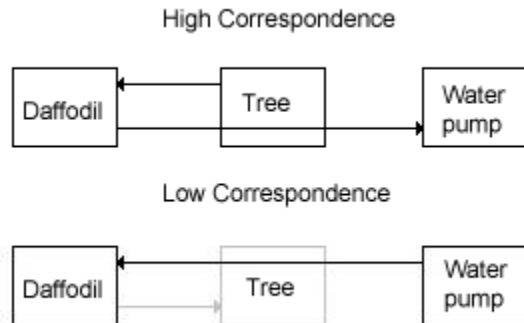 High Correspondence
Daffodil
Tree
Water
pump
Low Correspondence
Daffodil
Tree
Water
pump